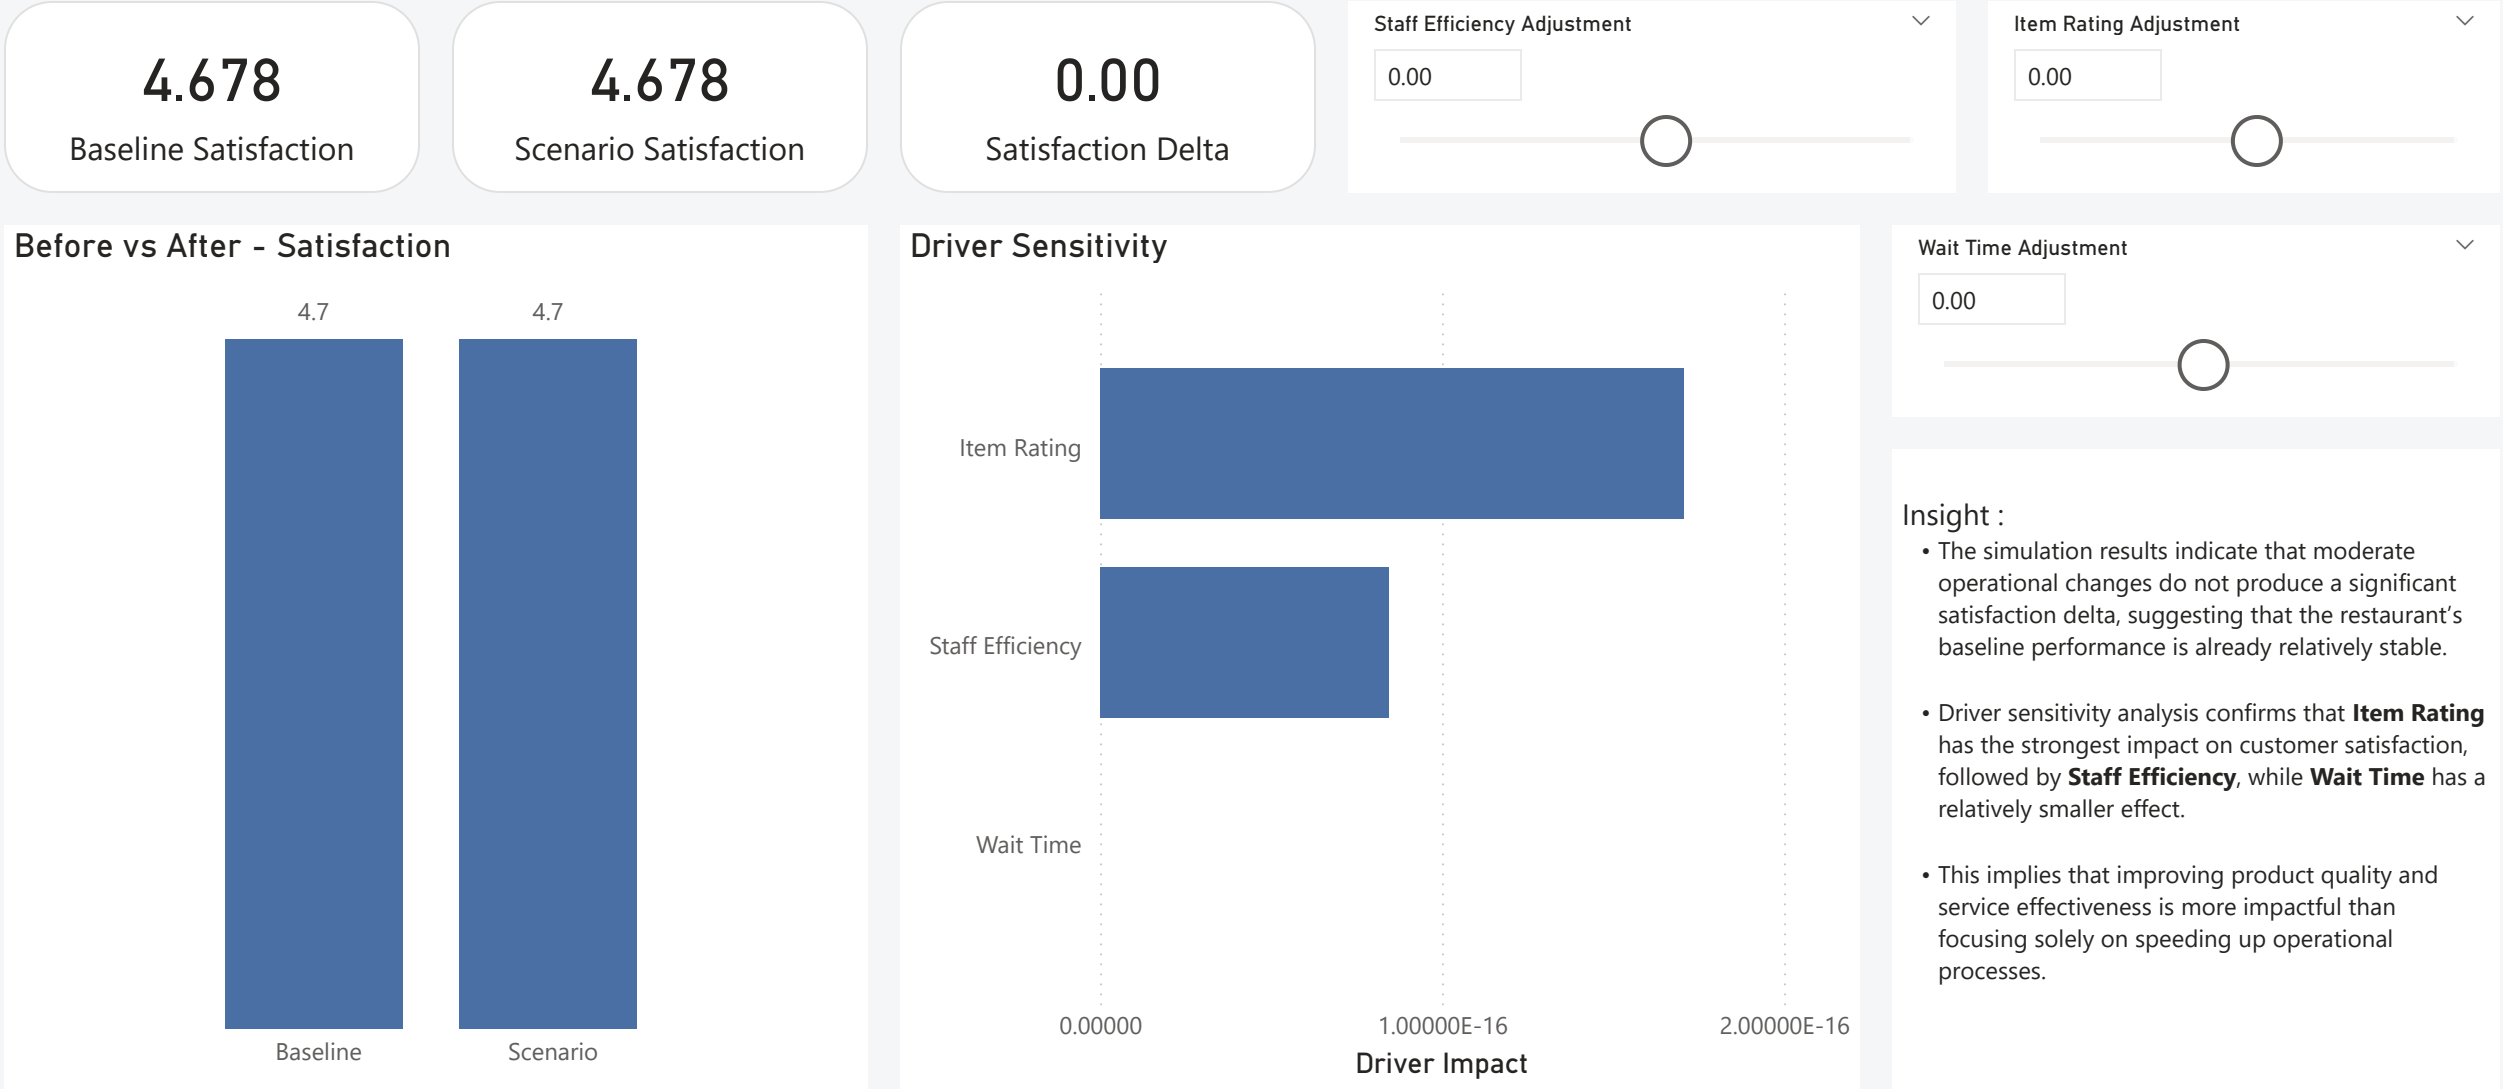 4.678
Baseline Satisfaction
4.678
Scenario Satisfaction
0.00
Satisfaction Delta
Staff Efficiency Adjustment
0.00
Item Rating Adjustment
0.00
Before vs After - Satisfaction
4.7
4.7
Baseline
Scenario
Driver Sensitivity
Item Rating
Staff Efficiency
Wait Time
0.00000
1.00000E-16
2.00000E-16
Driver Impact
Wait Time Adjustment
0.00
Insight :
• The simulation results indicate that moderate
operational changes do not produce a significant
satisfaction delta, suggesting that the restaurant’s
baseline performance is already relatively stable.
• Driver sensitivity analysis confirms that Item Rating
has the strongest impact on customer satisfaction,
followed by Staff Efficiency, while Wait Time has a
relatively smaller effect.
• This implies that improving product quality and
service effectiveness is more impactful than
focusing solely on speeding up operational
processes.